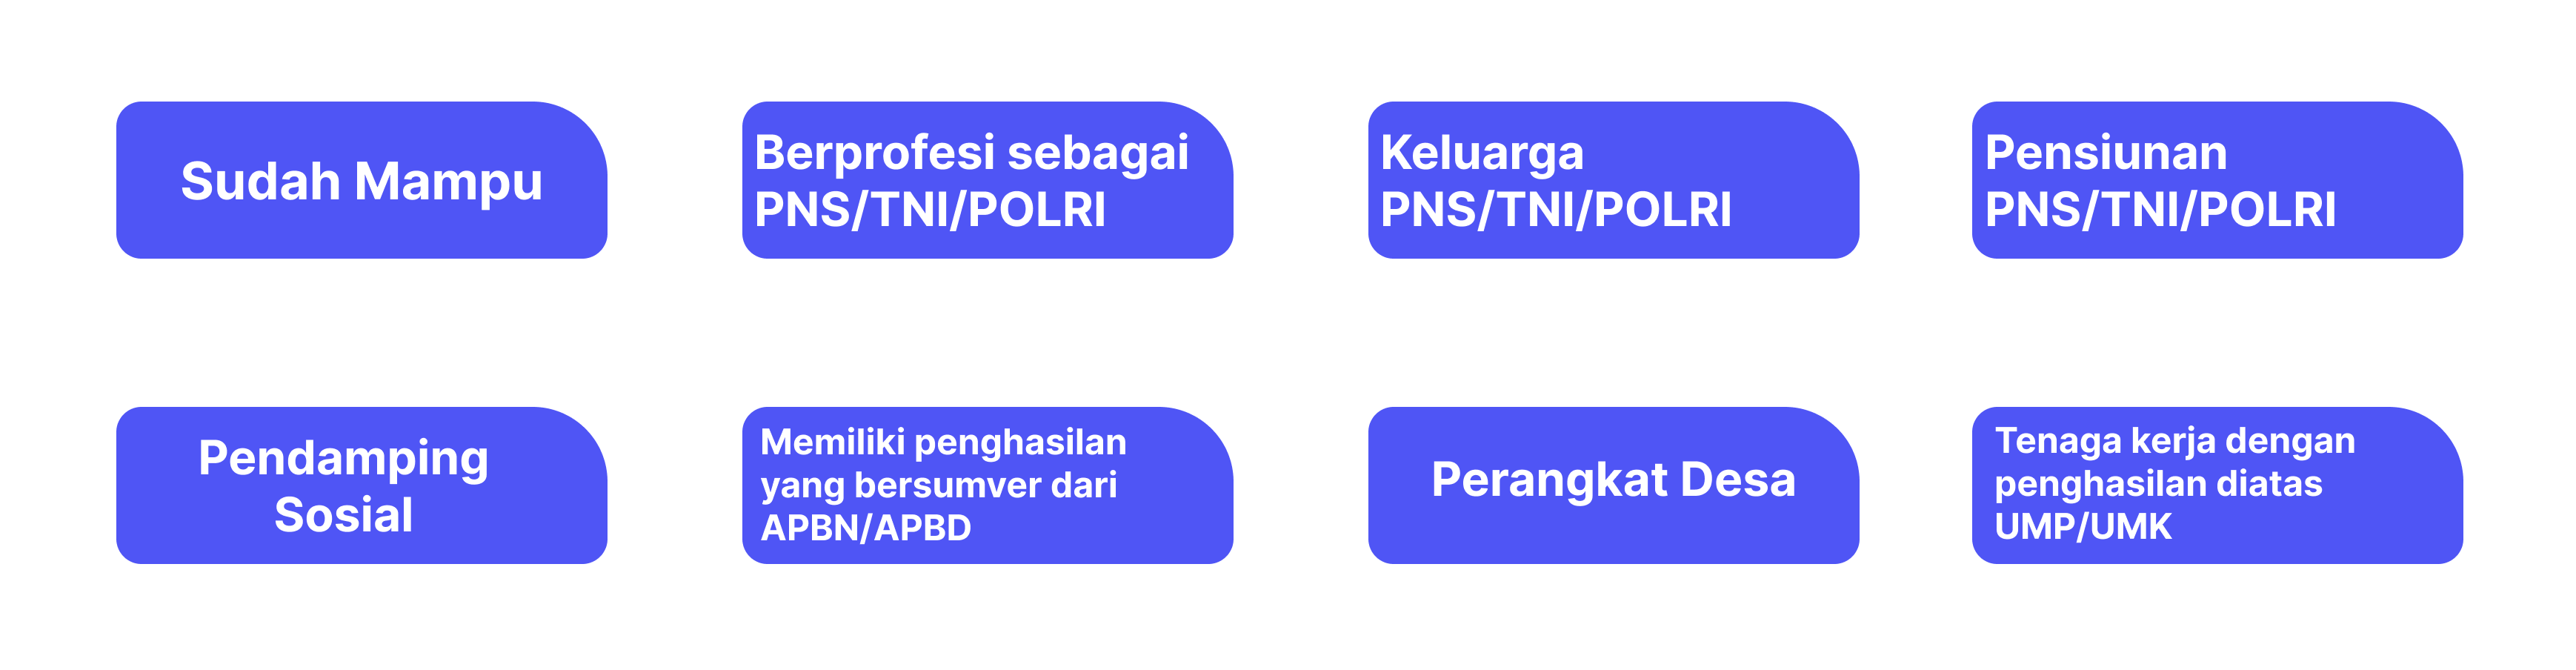 Sudah Mampu
Berprofesi sebagai
PNS/TNI/POLRI
Keluarga
PNS/TNI/POLRI
Pensiunan
PNS/TNI/POLRI
Pendamping
Sosial
Memiliki penghasilan
yang bersumver dari
APBN/APBD
Perangkat Desa
Tenaga kerja dengan
penghasilan diatas
UMP/UMK